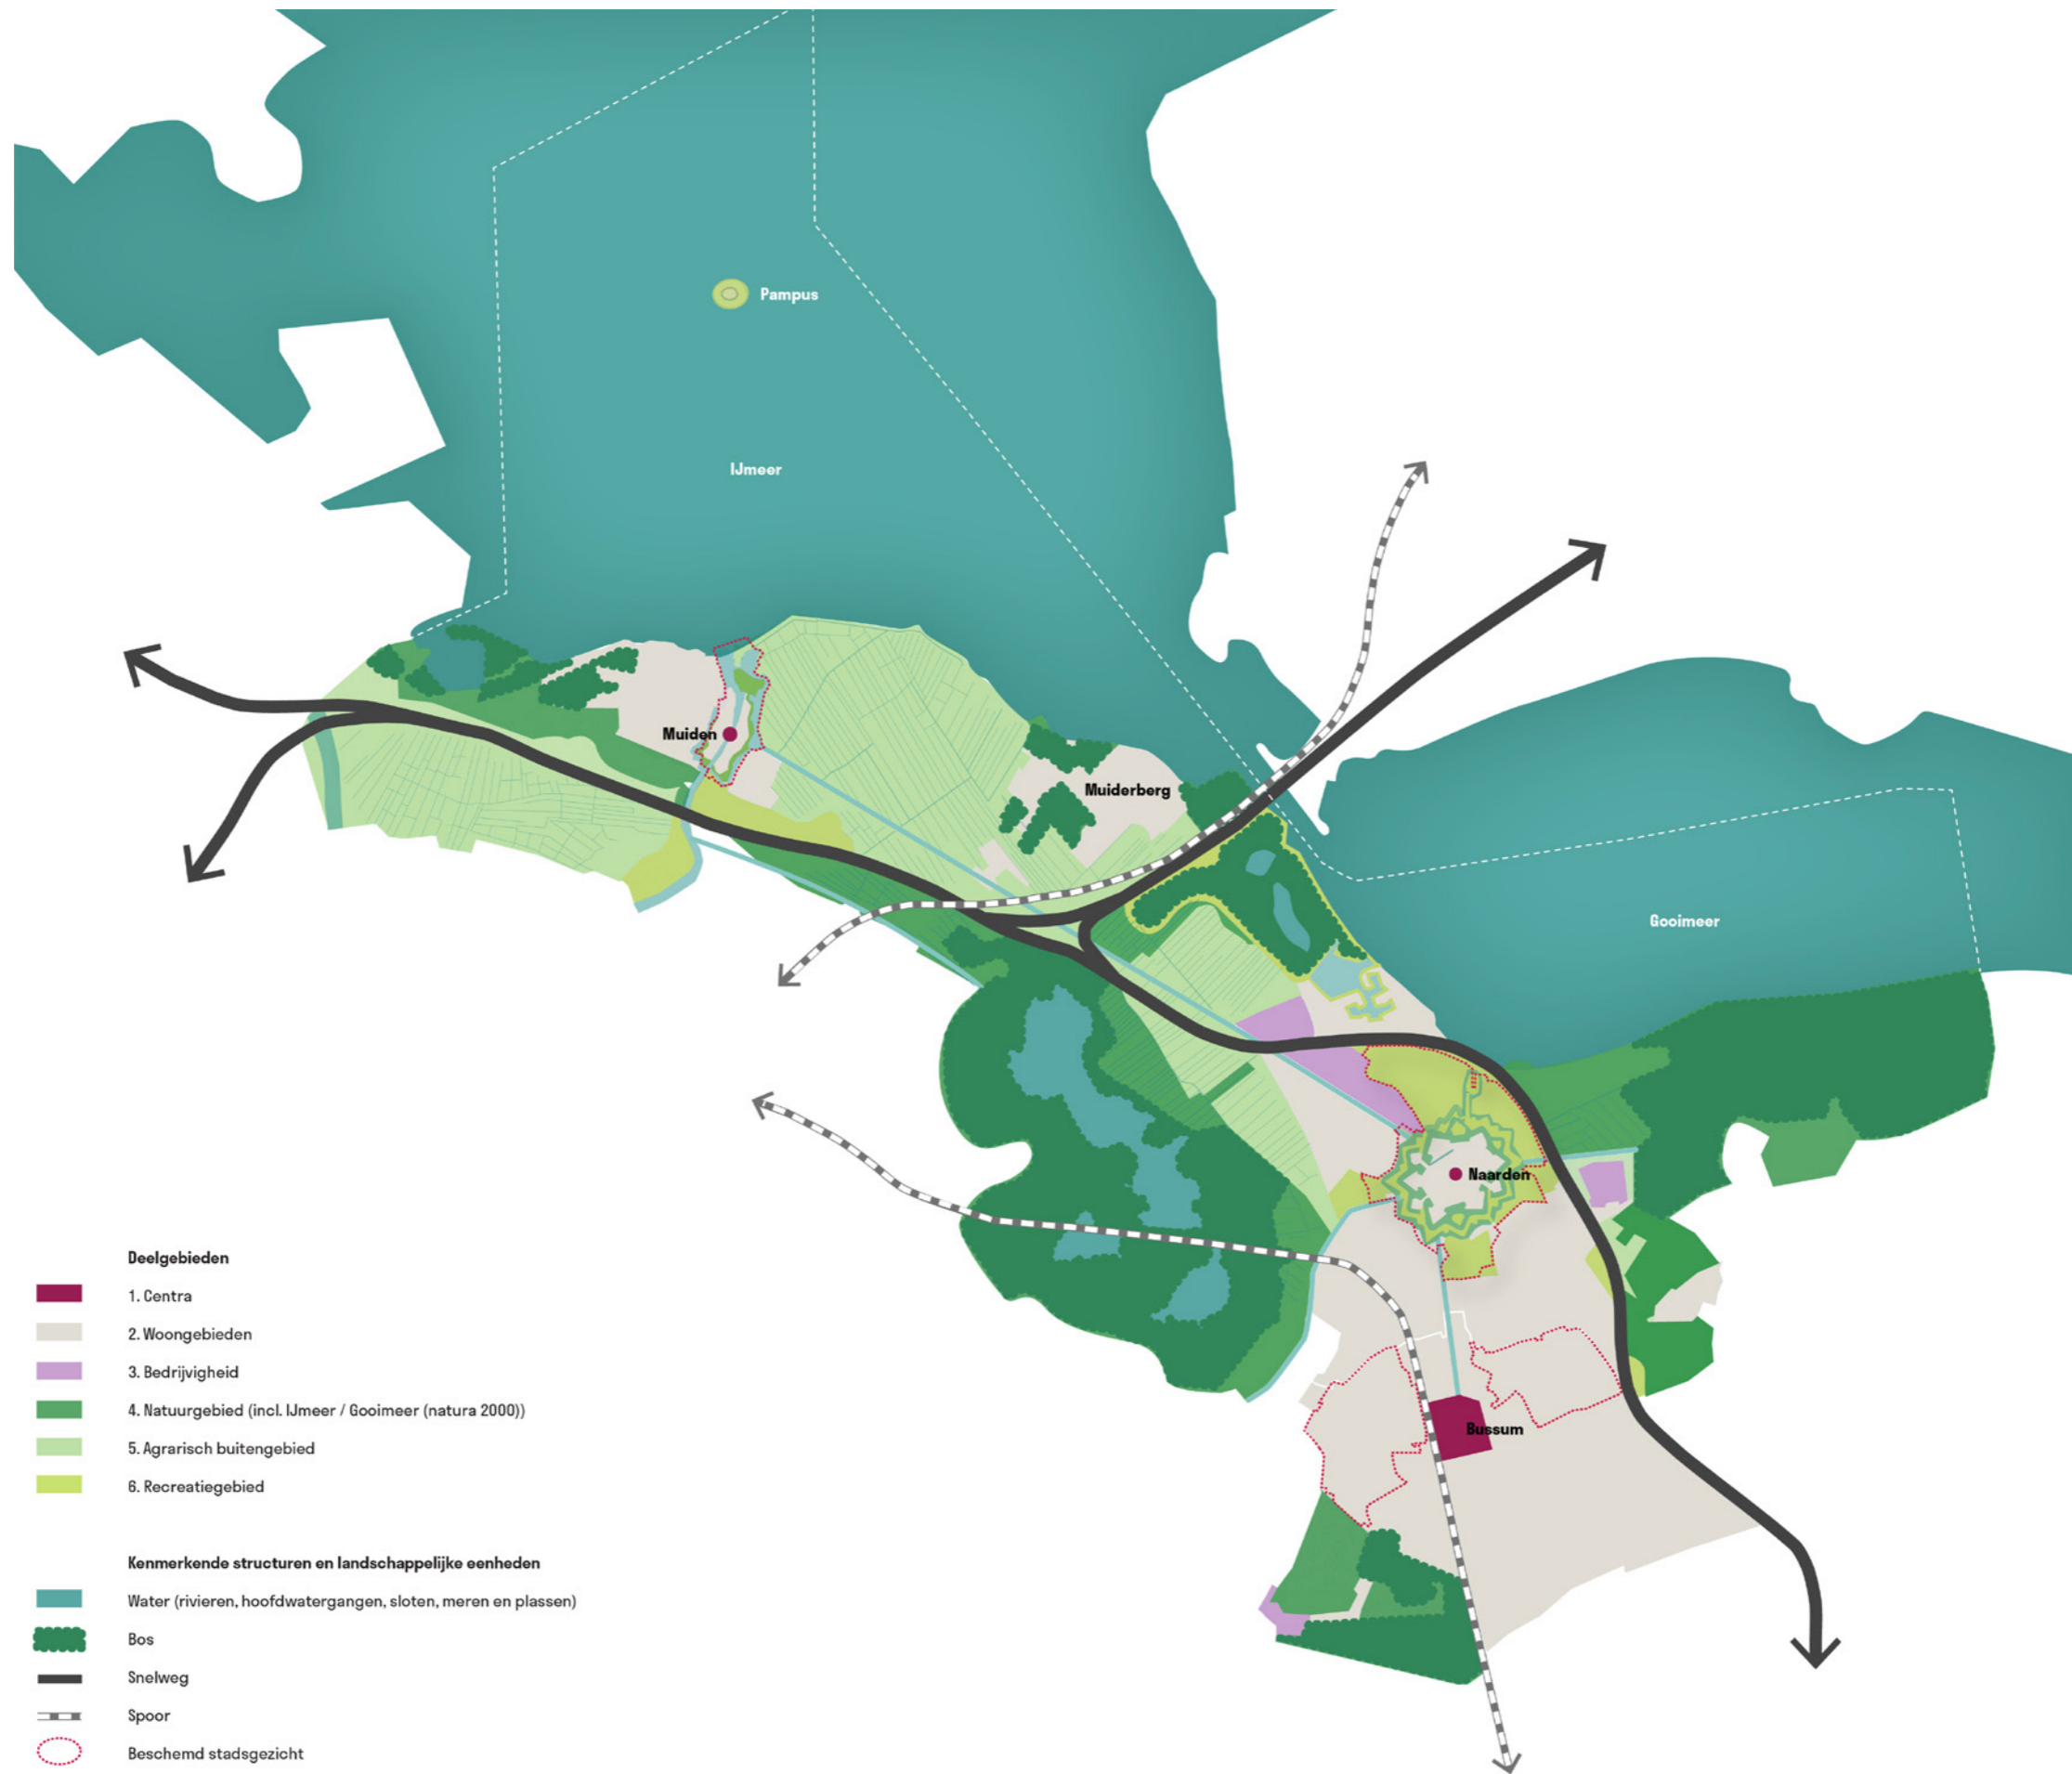 Pampus
IJmeer
Muiden
Muiderberg
Gooimeer
Naarden
Bussum
Deelgebieden
1. Centra
2. Woongebieden
3. Bedrijvigheid
4. Natuurgebied (incl. IJmeer / Gooimeer (natura 2000))
5. Agrarisch buitengebied
6. Recreatiegebied
Kenmerkende structuren en landschappelijke eenheden
Water (rivieren, hoofdwatergangen, sloten, meren en plassen)
Bos
Snelweg
Spoor
Beschemd stadsgezicht